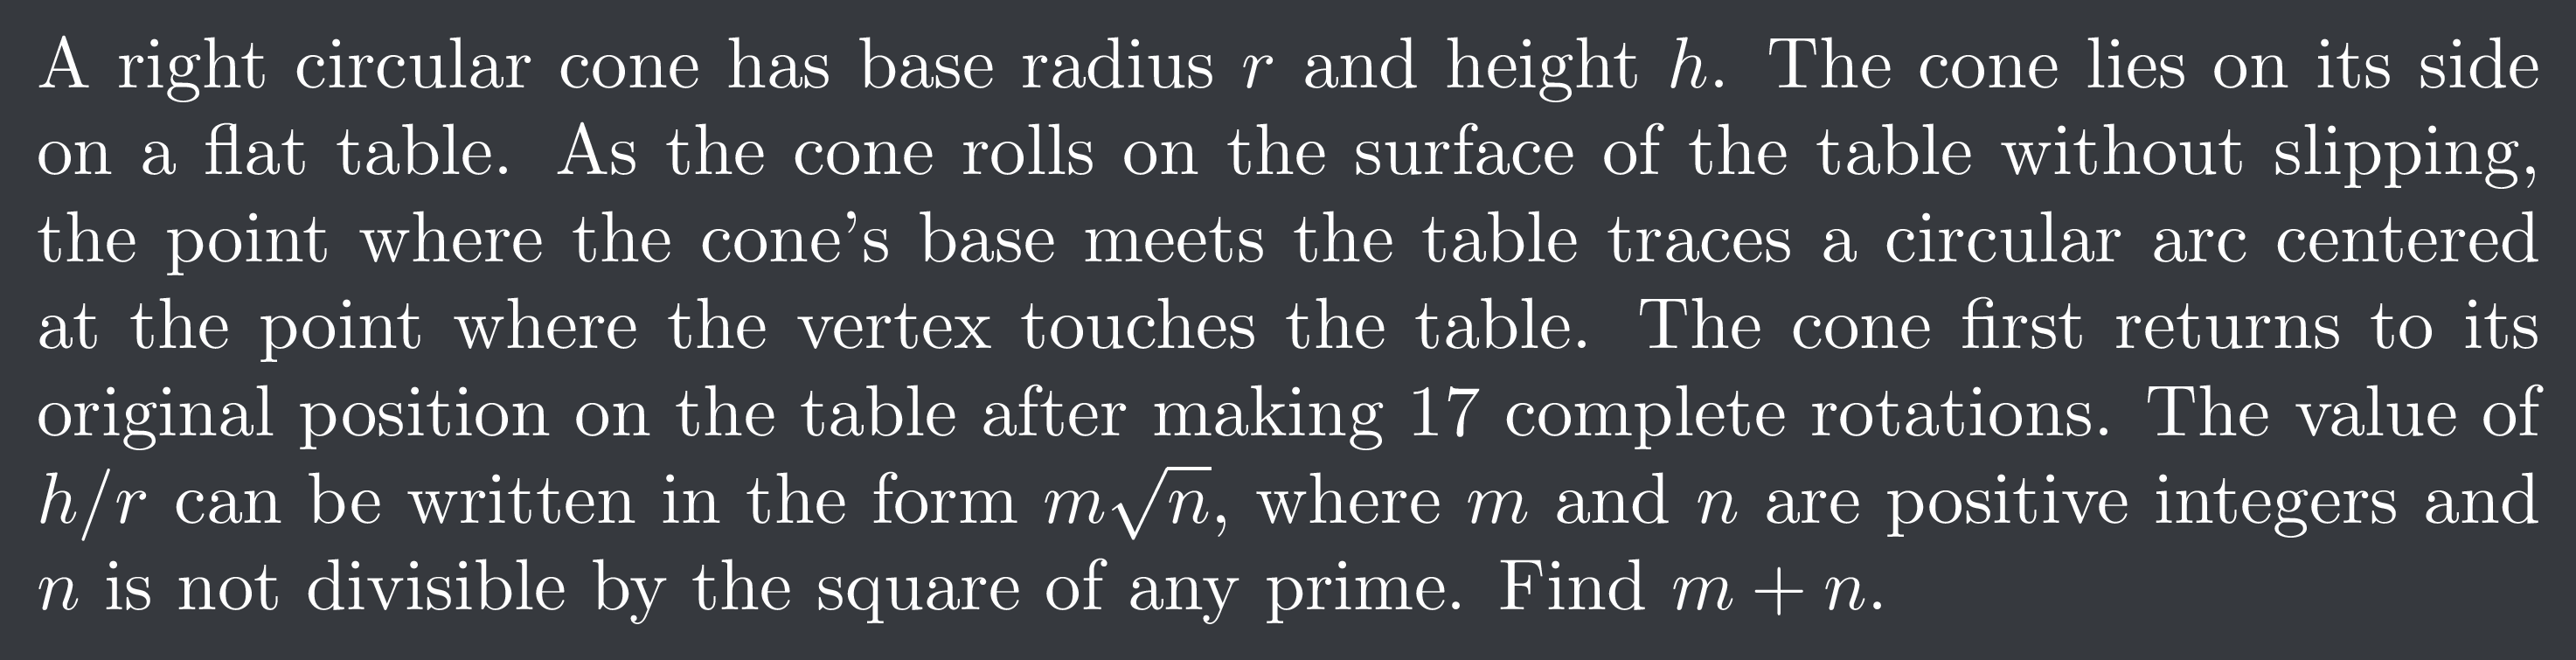 A right circular cone has base radius r and height h. The cone lies on its side
on a flat table. As the cone rolls on the surface of the table without slipping,
the point where the cone’s base meets the table traces a circular arc centered
at the point where the vertex touches the table. The cone first returns to its
original position on the table after making 17 complete rotations. The value of
h/r can be written in the form m√n, where m and n are positive integers and
n is not divisible by the square of any prime. Find m + n.